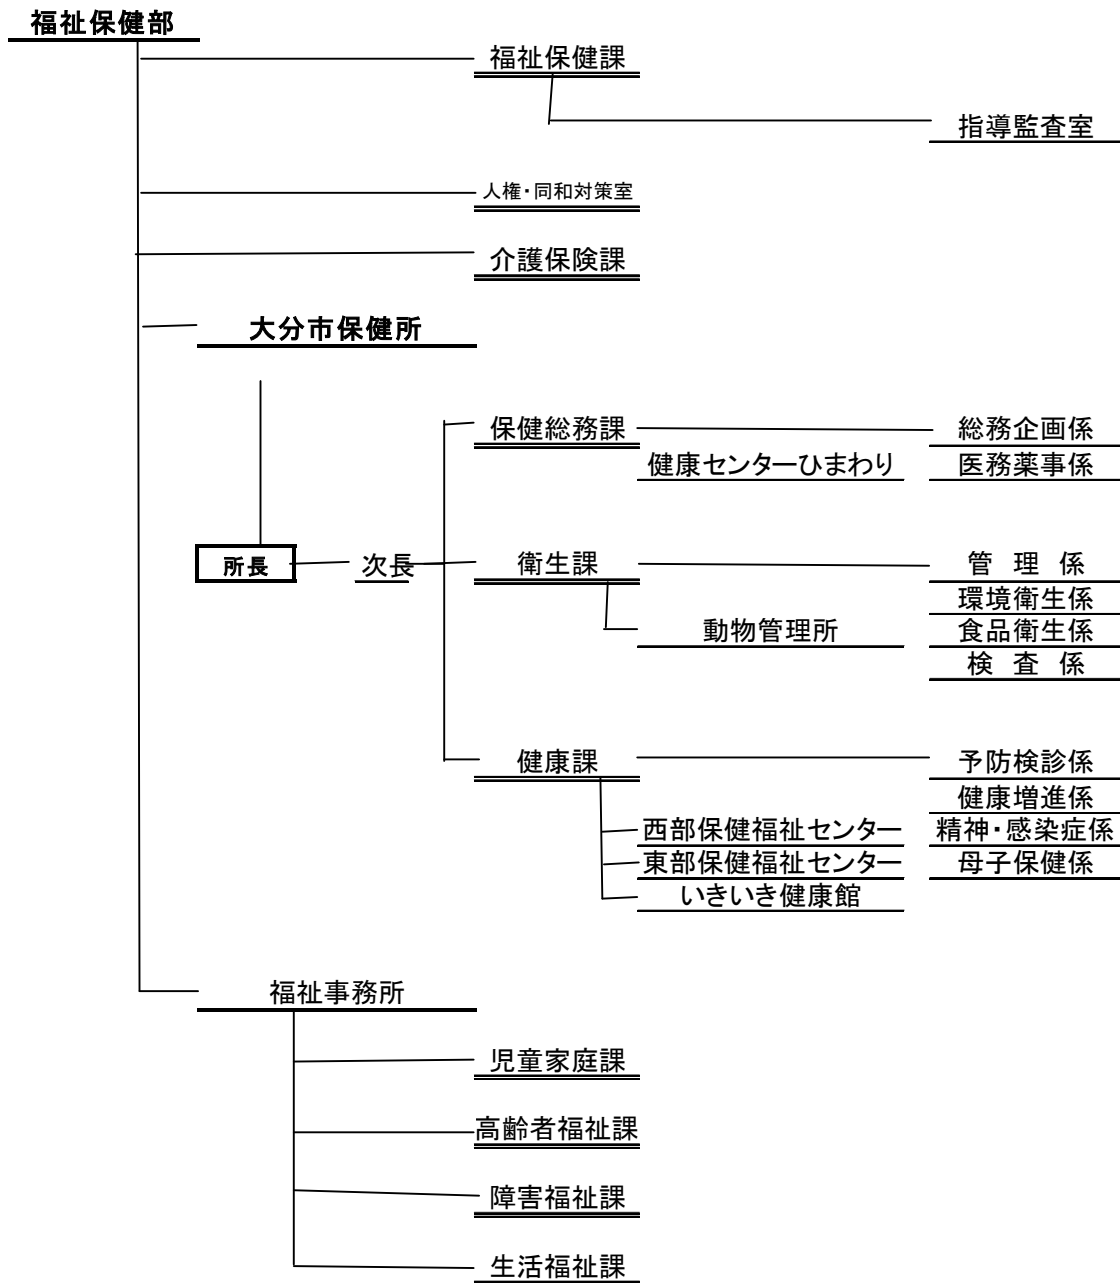 福祉保健部
福祉保健課
指導監査室
人権・同和対策室
介護保険課
大分市保健所
保健総務課 総務企画係
健康センターひまわり 医務薬事係
所長 次長 衛生課 管 理 係
環境衛生係
動物管理所 食品衛生係
検 査 係
健康課 予防検診係
健康増進係
西部保健福祉センター 精神・感染症係
東部保健福祉センター 母子保健係
いきいき健康館
福祉事務所
児童家庭課
高齢者福祉課
障害福祉課
生活福祉課